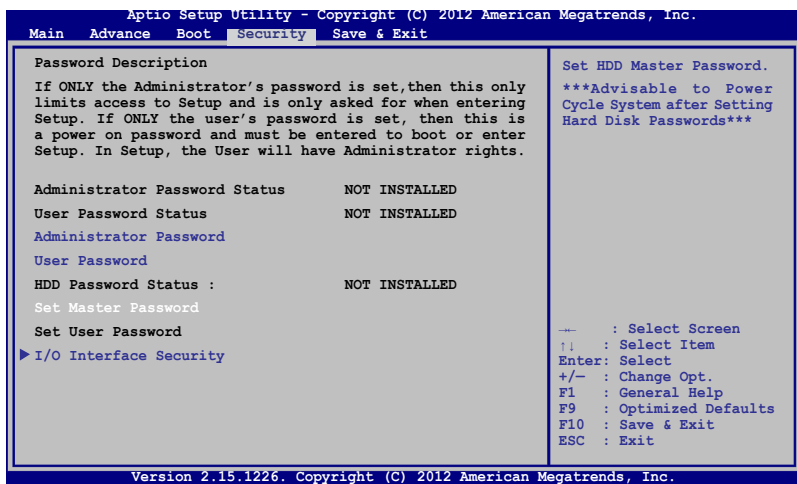 Aptio Setup Utility - Copyright (C) 2012 American Megatrends, Inc.
Main Advance Boot Security Save & Exit
Password Description
If ONLY the Administrator's password is set,then this only
limits access to Setup and is only asked for when entering
Setup. If ONLY the user's password is set, then this is
a power on password and must be entered to boot or enter
Setup. In Setup, the User will have Administrator rights.
Administrator Password Status NOT INSTALLED
User Password Status NOT INSTALLED
Administrator Password
User Password
HDD Password Status : NOT INSTALLED
Set Master Password
Set User Password
I/O Interface Security
Set HDD Master Password.
***Advisable to Power
Cycle System after Setting
Hard Disk Passwords***
→← : Select Screen
↑↓ : Select Item
Enter: Select
+/— : Change Opt.
F1 : General Help
F9 : Optimized Defaults
F10 : Save & Exit
ESC : Exit
Version 2.15.1226. Copyright (C) 2012 American Megatrends, Inc.